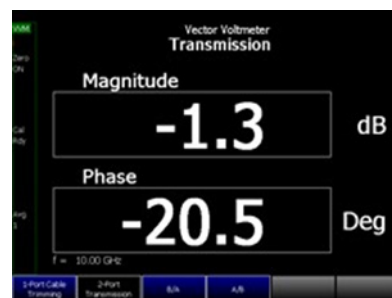 VVM
Vector Voltmeter
Transmission
Zero
ON
Magnitude
-1.3
dB
Cal
Rdy
Phase
-20.5
Deg
Avg
1
f = 10.00 GHz
1-Port Cable
Trimming
2-Port
Transmission
B/A
A/B